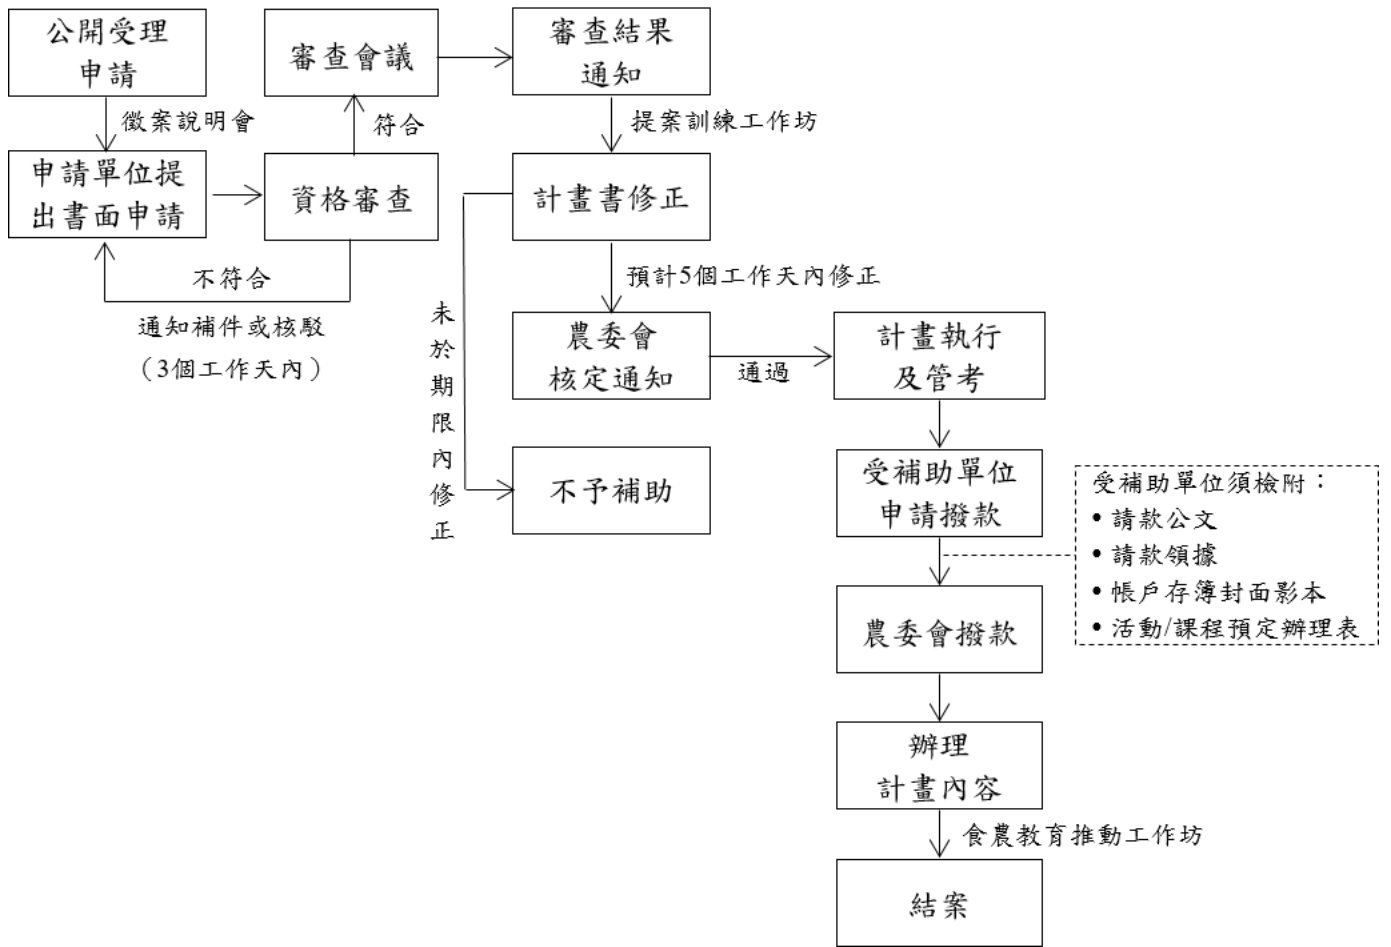 公開受理
申請
徵案說明會
申請單位提
出書面申請
資格審查
不符合
通知補件或核駁
（3個工作天內）
符合
審查會議
審查結果
通知
提案訓練工作坊
計畫書修正
未於期限內修正
不予補助
預計5個工作天內修正
農委會
核定通知
通過
計畫執行
及管考
受補助單位
申請撥款
受補助單位須檢附：
•請款公文
•請款領據
•帳戶存簿封面影本
•活動/課程預定辦理表
農委會撥款
辦理
計畫內容
食農教育推動工作坊
結案